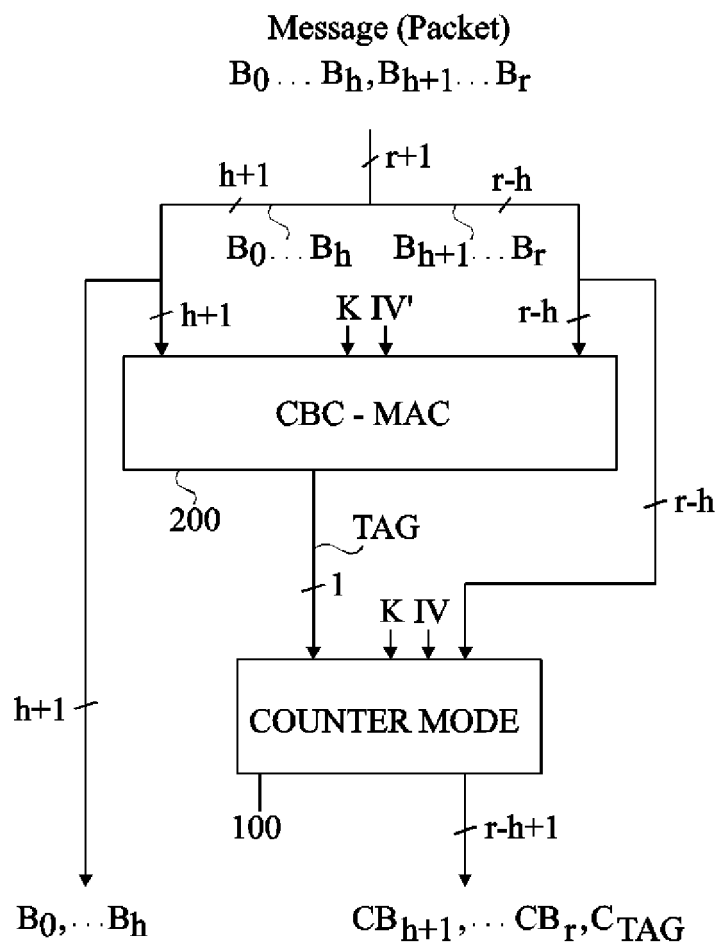 Message (Packet)
B0 ... Bh,Bh+1 ... Br
r+1
h+1
r-h
B0 ... Bh
Bh+1 ... Br
h+1
K IV'
r-h
CBC - MAC
200
TAG
1
r-h
K IV
h+1
COUNTER MODE
100
r-h+1
B0,... Bh
CBh+1,... CBr,CTAG